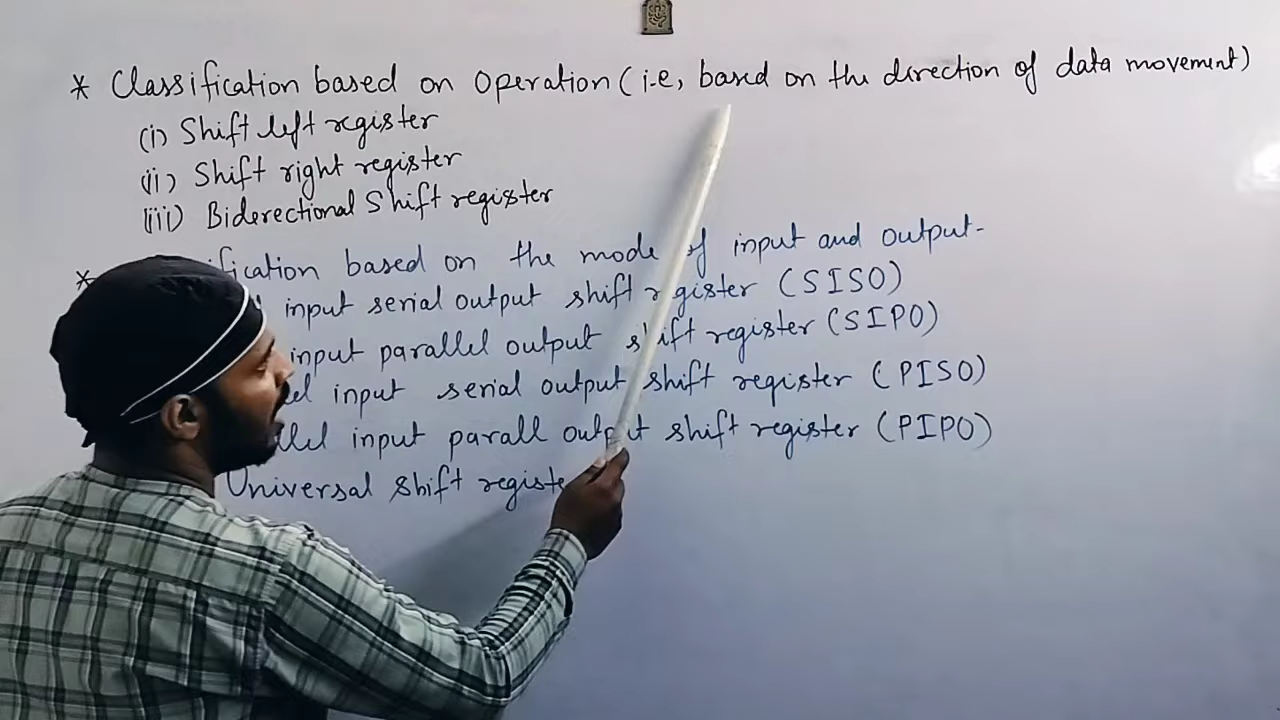 * Classification based on Operation (i.e, based on the direction of data movement)
(i) Shift left register
(ii) Shift right register
(iii) Biderectional Shift register
* ification based on the mode of input and output-
input serial output shift register (SISO)
input parallel output shift register (SIPO)
el input serial output shift register (PISO)
llel input parall output shift register (PIPO)
Universal shift registe